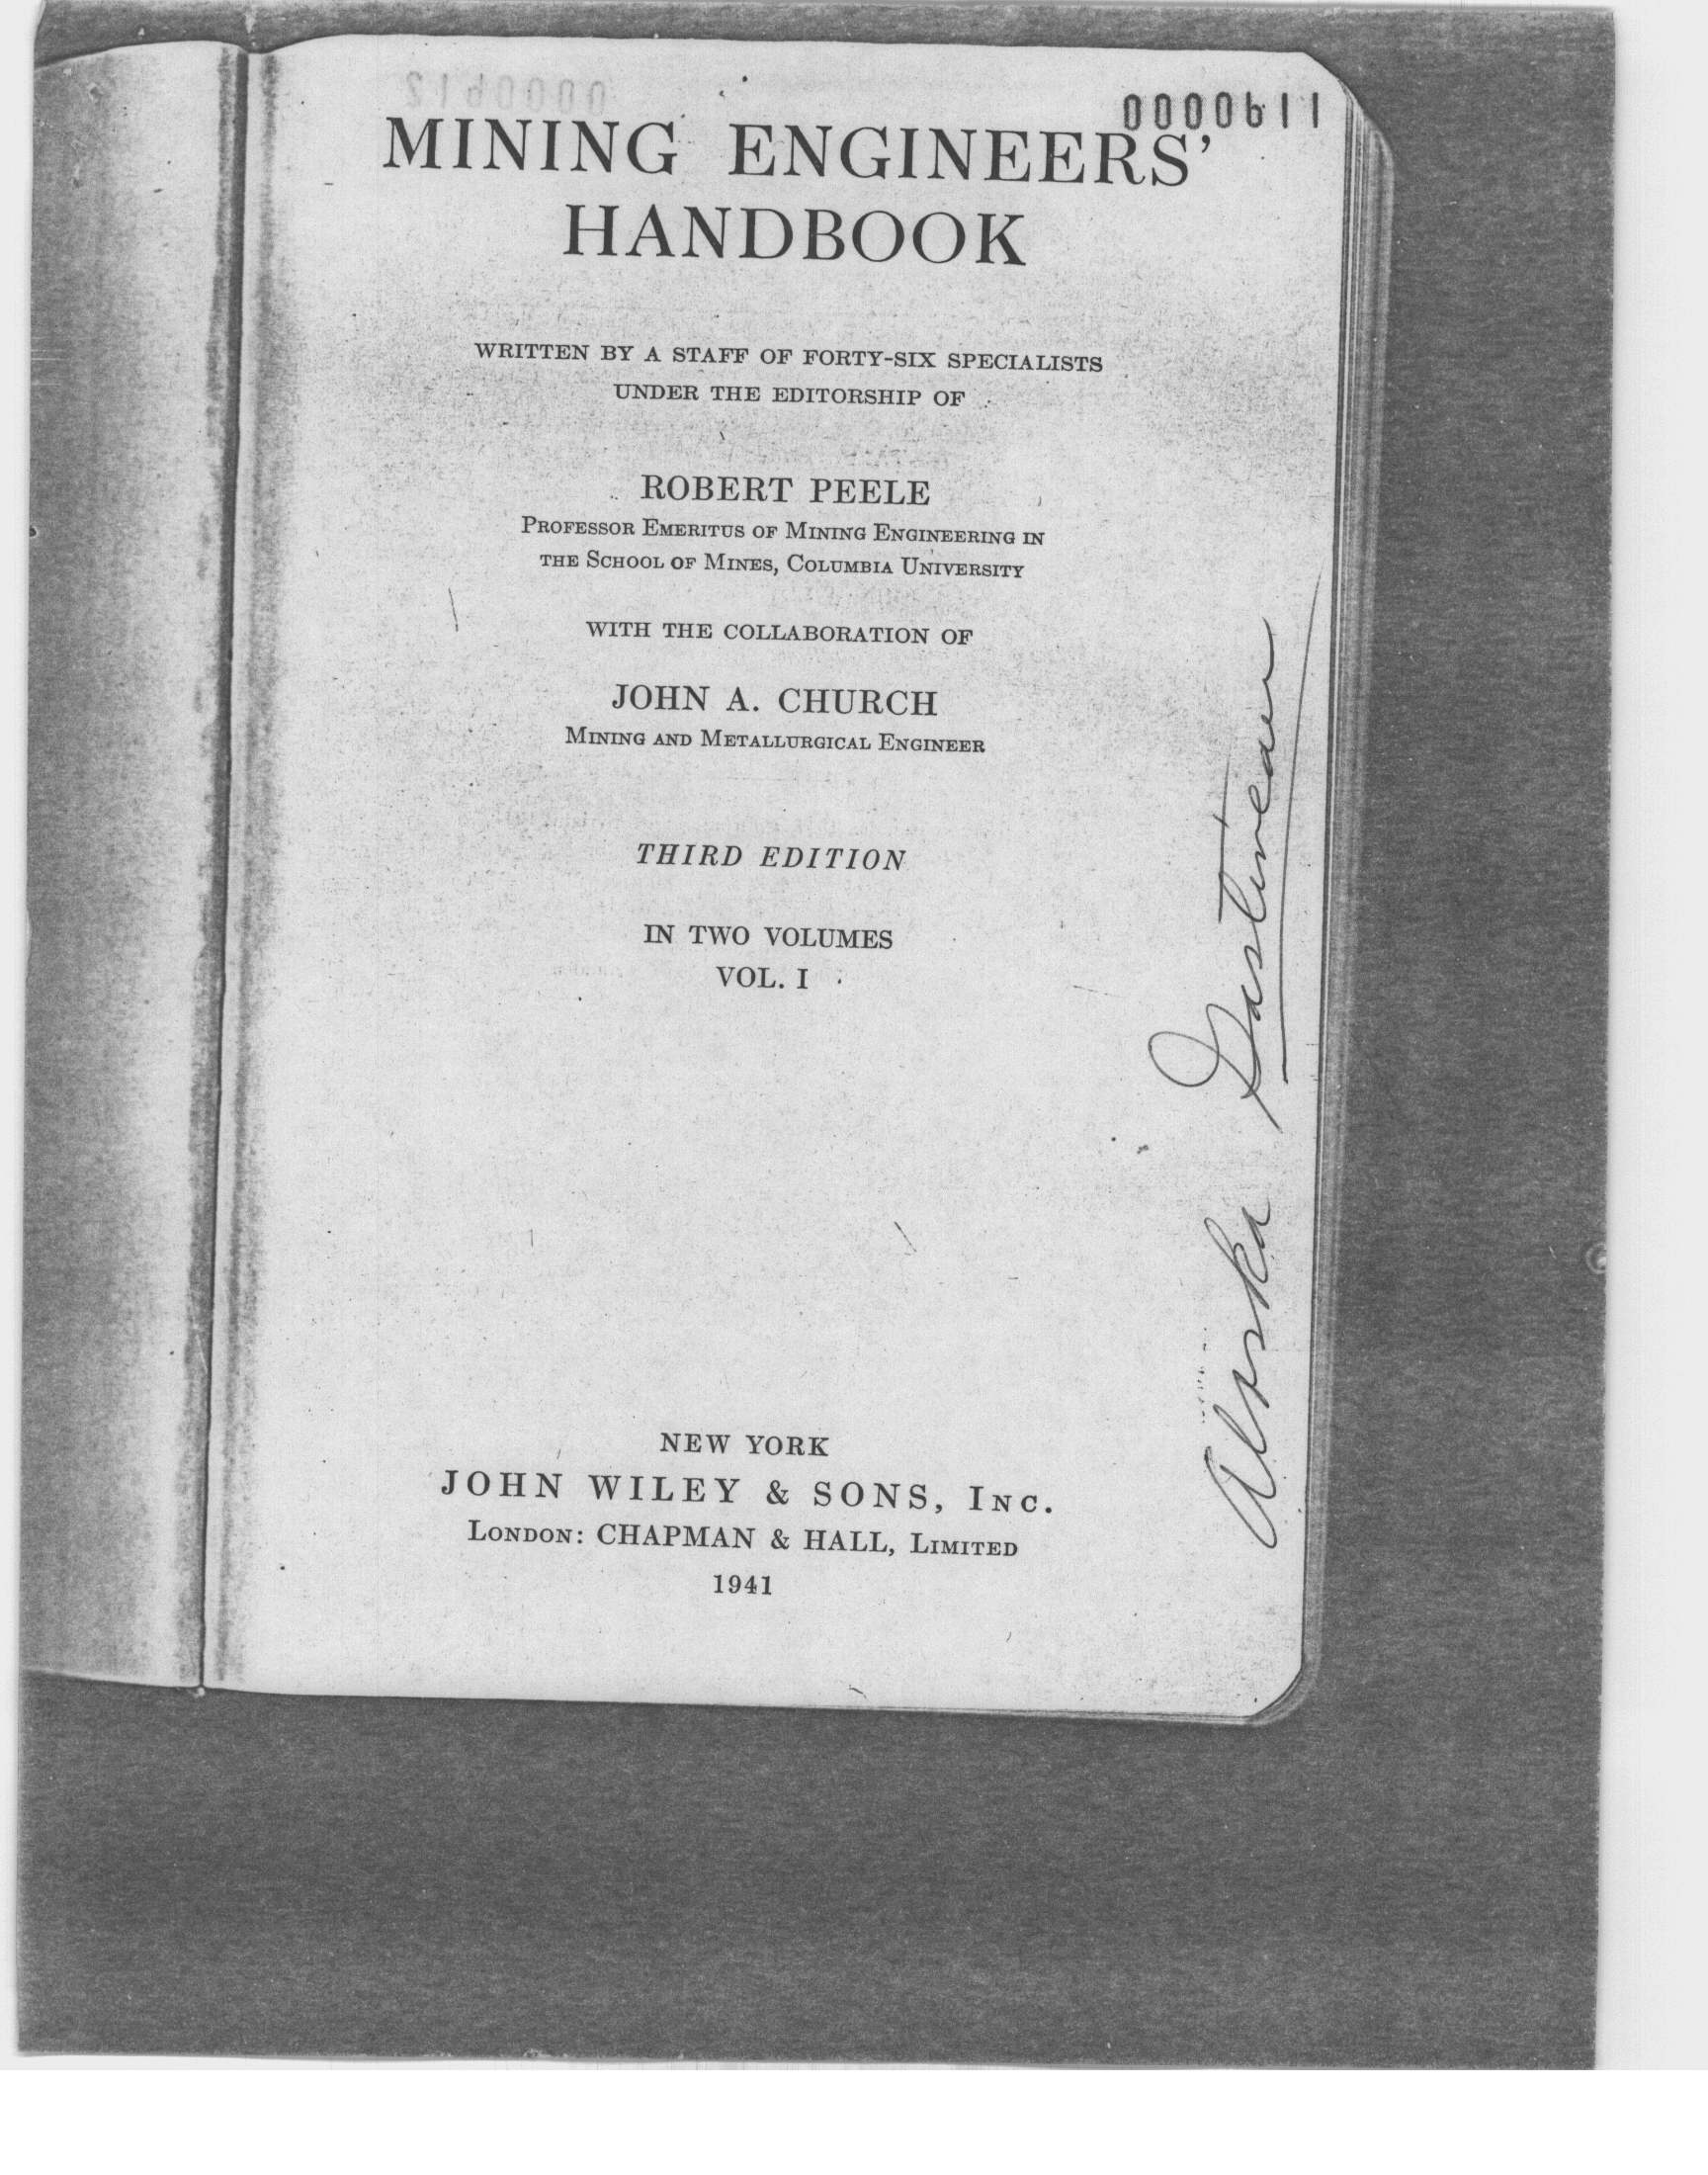 0000611
MINING ENGINEERS'
HANDBOOK
WRITTEN BY A STAFF OF FORTY-SIX SPECIALISTS
UNDER THE EDITORSHIP OF
ROBERT PEELE
PROFESSOR EMERITUS OF MINING ENGINEERING IN
THE SCHOOL OF MINES, COLUMBIA UNIVERSITY
WITH THE COLLABORATION OF
JOHN A. CHURCH
MINING AND METALLURGICAL ENGINEER
THIRD EDITION
IN TWO VOLUMES
VOL. I
NEW YORK
JOHN WILEY & SONS, INC.
LONDON: CHAPMAN & HALL, LIMITED
1941
Alaska Gastineau